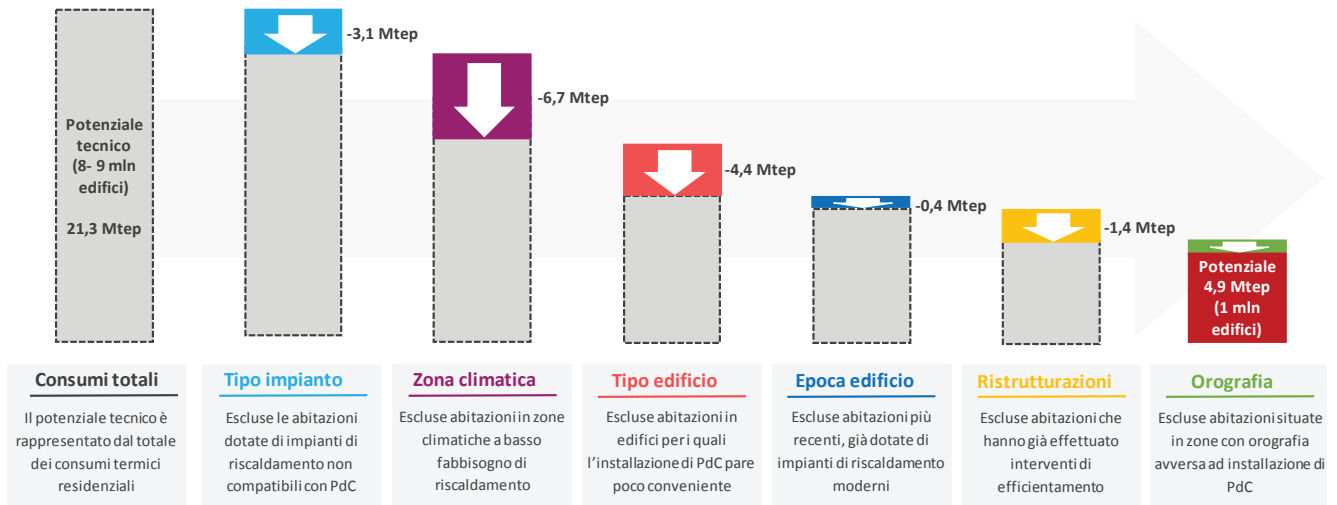 Potenziale
tecnico
(8- 9 mln
edifici)
21,3 Mtep
-3,1 Mtep
-6,7 Mtep
-4,4 Mtep
-0,4 Mtep
-1,4 Mtep
Potenziale
4,9 Mtep
(1 mln
edifici)
Consumi totali
Il potenziale tecnico è
rappresentato dal totale
dei consumi termici
residenziali
Tipo impianto
Escluse le abitazioni
dotate di impianti di
riscaldamento non
compatibili con PdC
Zona climatica
Escluse abitazioni in zone
climatiche a basso
fabbisogno di
riscaldamento
Tipo edificio
Escluse abitazioni in
edifici per i quali
l'installazione di PdC pare
poco conveniente
Epoca edificio
Escluse abitazioni più
recenti, già dotate di
impianti di riscaldamento
moderni
Ristrutturazioni
Escluse abitazioni che
hanno già effettuato
interventi di
efficientamento
Orografia
Escluse abitazioni situate
in zone con orografia
avversa ad installazione di
PdC